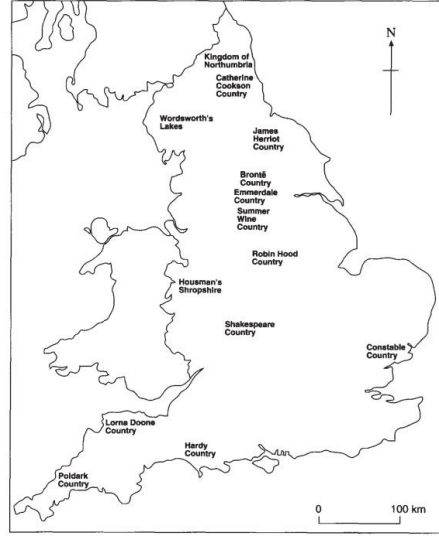 N
Kingdom of
Northumbria
Catherine
Cookson
Country
Wordsworth's
Lakes
James
Herriot
Country
Brontë
Country
Emmerdale
Country
Summer
Wine
Country
Robin Hood
Country
Housman's
Shropshire
Shakespeare
Country
Constable
Country
Lorna Doone
Country
Hardy
Country
Poldark
Country
0 100 km